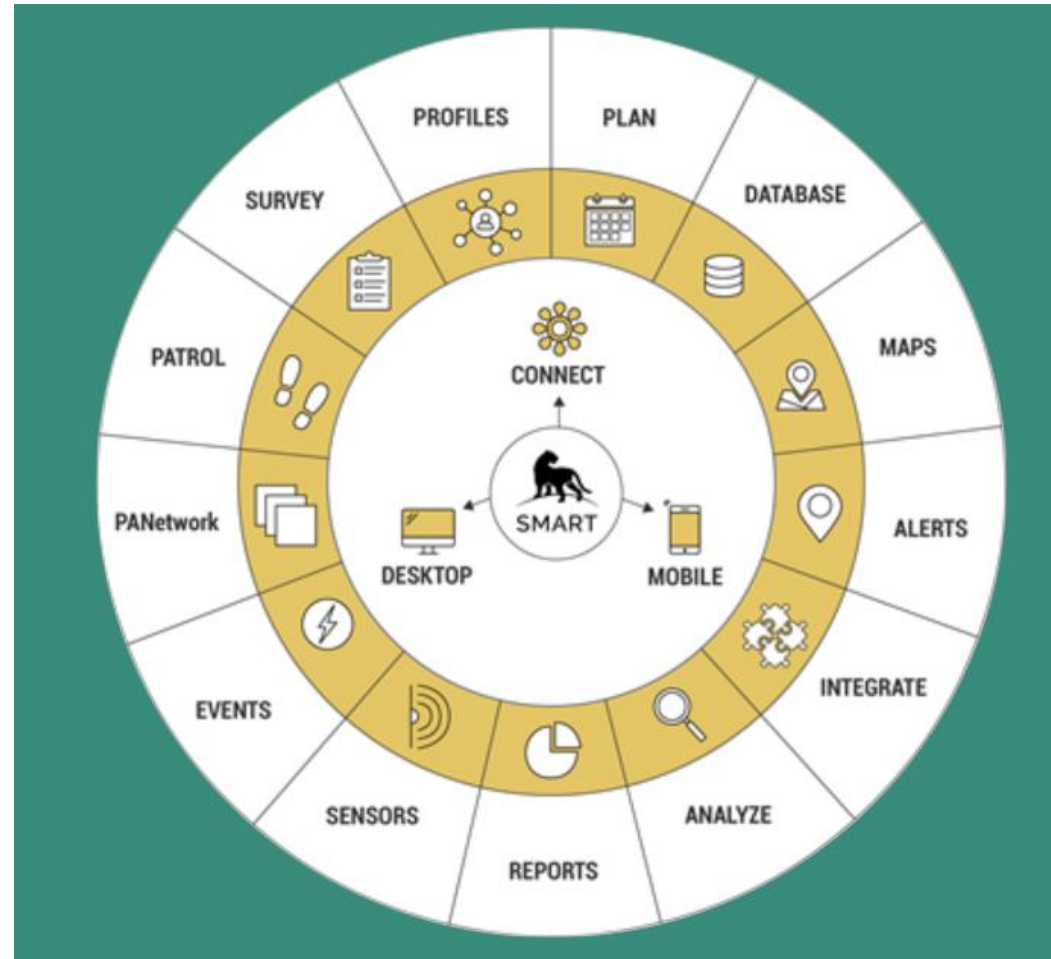 PROFILES
PLAN
DATABASE
MAPS
ALERTS
INTEGRATE
ANALYZE
REPORTS
SENSORS
EVENTS
PANetwork
PATROL
SURVEY
CONNECT
SMART
DESKTOP
MOBILE